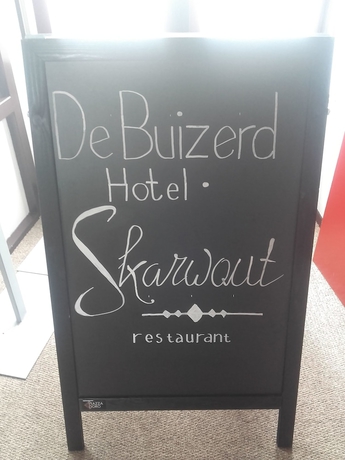 De Buizerd
Hotel •
Skarwout
restaurant